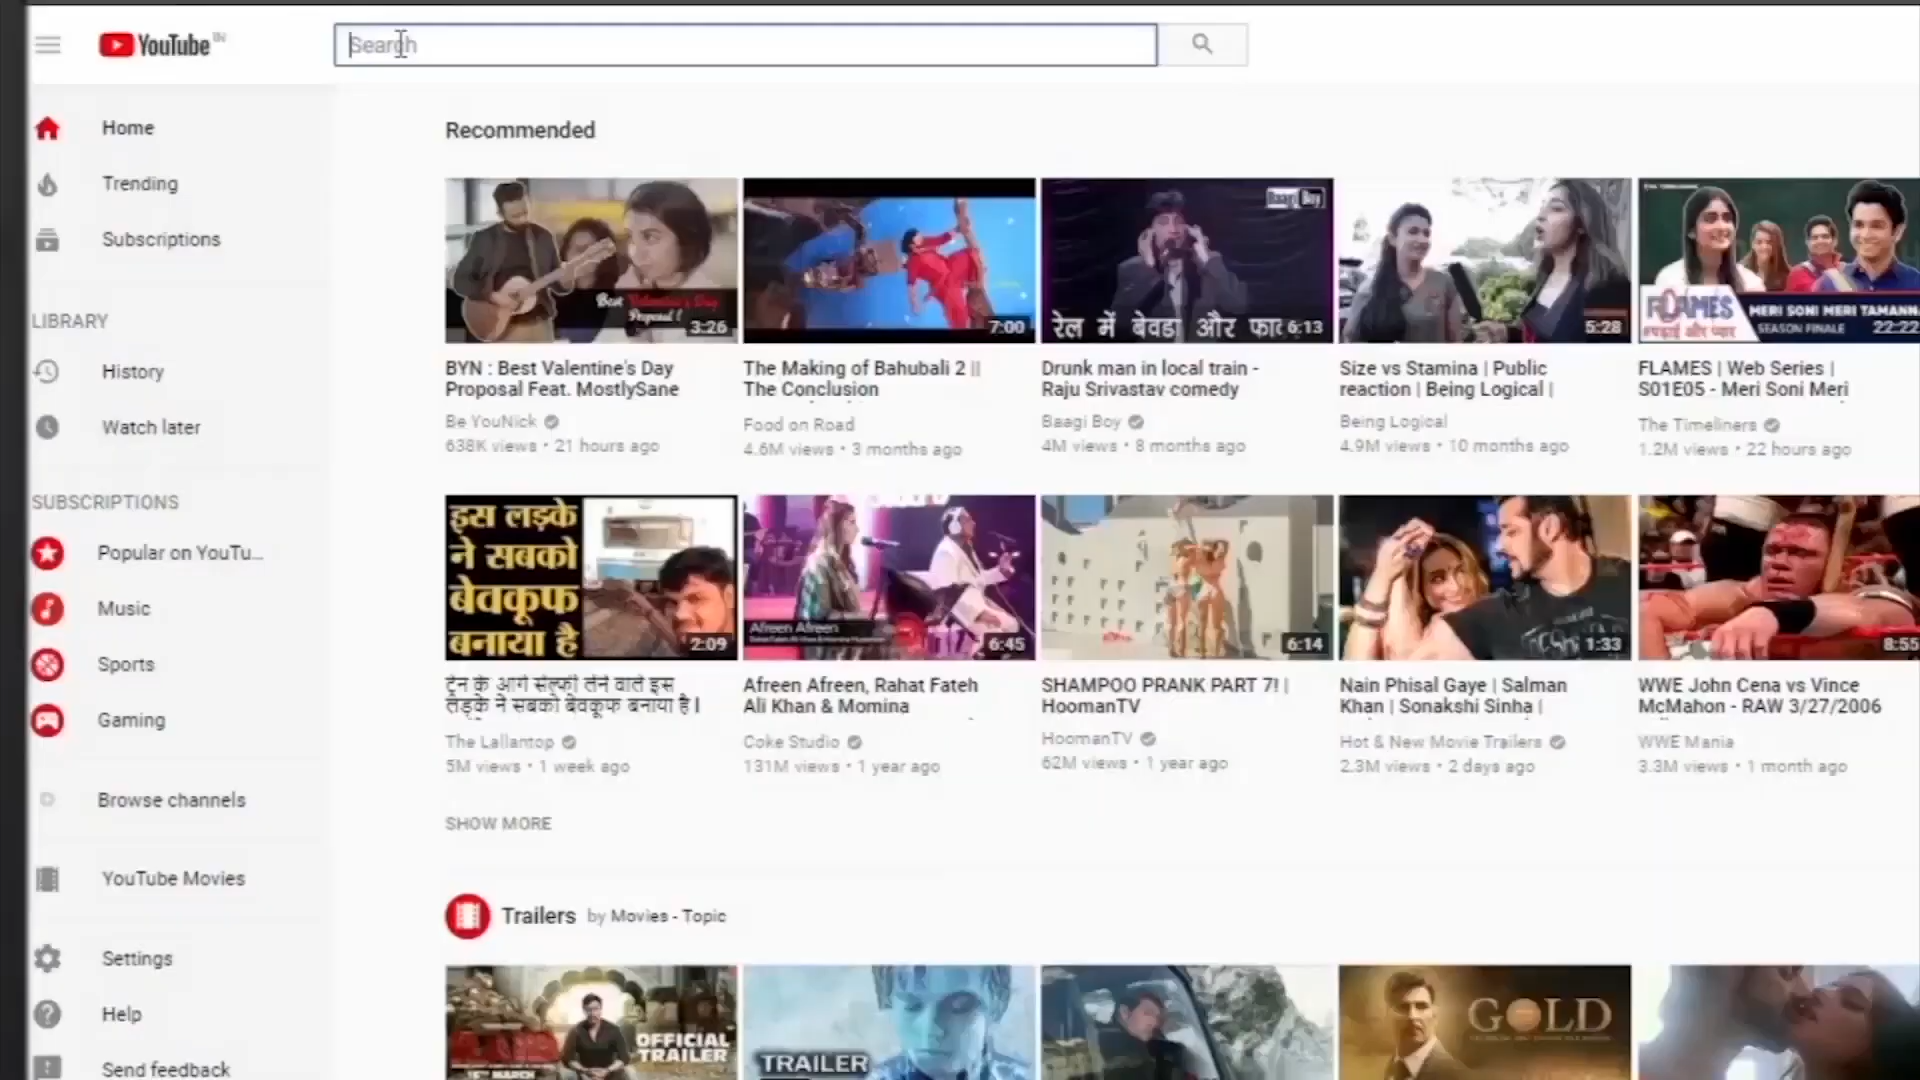 YouTube IN
Search
Home
Trending
Subscriptions
LIBRARY
History
Watch later
SUBSCRIPTIONS
Popular on YouTu...
Music
Sports
Gaming
Browse channels
YouTube Movies
Settings
Help
Send feedback
Recommended
Best Valentine's Day
Proposal !
3:26
BYN : Best Valentine's Day
Proposal Feat. MostlySane
Be YouNick
638K views • 21 hours ago
7:00
The Making of Bahubali 2 ||
The Conclusion
Food on Road
4.6M views • 3 months ago
Baagi Boy
रेल में बेवडा और फा
6:13
Drunk man in local train -
Raju Srivastav comedy
Baagi Boy
4M views • 8 months ago
5:28
Size vs Stamina | Public
reaction | Being Logical |
Being Logical
4.9M views • 10 months ago
FLAMES
#पढ़ाई और प्यार
MERI SONI MERI TAMANN
SEASON FINALE
22:22
FLAMES | Web Series |
S01E05 - Meri Soni Meri
The Timeliners
1.2M views • 22 hours ago
इस लड़के
ने सबको
बेवकूफ
बनाया है
2:09
ट्रेन के आगे सेल्फी लेने वाले इस
लड़के ने सबको बेवकूफ बनाया है I
The Lallantop
5M views • 1 week ago
Afreen Afreen
6:45
Afreen Afreen, Rahat Fateh
Ali Khan & Momina
Coke Studio
131M views • 1 year ago
6:14
SHAMPOO PRANK PART 7! |
HoomanTV
HoomanTV
62M views • 1 year ago
1:33
Nain Phisal Gaye | Salman
Khan | Sonakshi Sinha |
Hot & New Movie Trailers
2.3M views • 2 days ago
8:55
WWE John Cena vs Vince
McMahon - RAW 3/27/2006
WWE Mania
3.3M views • 1 month ago
SHOW MORE
Trailers by Movies - Topic
OFFICIAL
TRAILER
16TH MARCH
TRAILER
GOLD